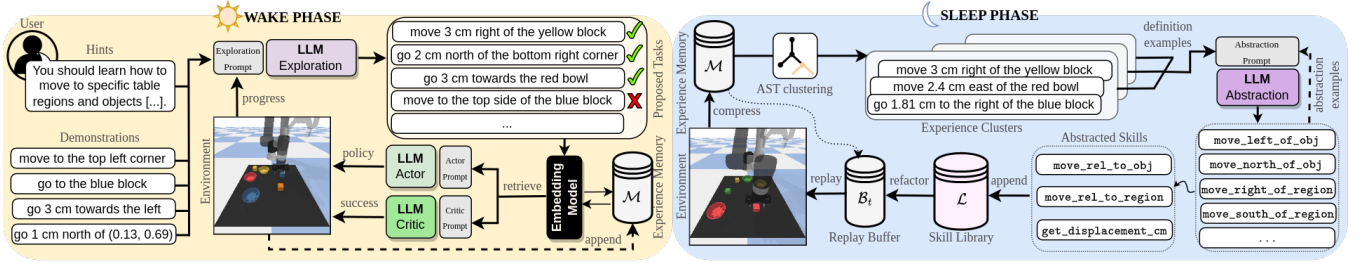 WAKE PHASE
User
Hints
You should learn how to
move to specific table
regions and objects [...].
Demonstrations
move to the top left corner
go to the blue block
go 3 cm towards the left
go 1 cm north of (0.13, 0.69)
Exploration
Prompt
LLM
Exploration
progress
Environment
move 3 cm right of the yellow block
go 2 cm north of the bottom right corner
go 3 cm towards the red bowl
move to the top side of the blue block
...
Proposed Tasks
policy
LLM
Actor
Actor
Prompt
success
LLM
Critic
Critic
Prompt
retrieve
Embedding
Model
append
M
Experience Memory
SLEEP PHASE
Experience Memory
M
compress
Environment
AST clustering
move 3 cm right of the yellow block
move 2.4 cm east of the red bowl
go 1.81 cm to the right of the blue block
Experience Clusters
definition
examples
Abstraction
Prompt
LLM
Abstraction
abstraction
examples
move_left_of_obj
move_north_of_obj
move_right_of_region
move_south_of_region
...
Abstracted Skills
move_rel_to_obj
move_rel_to_region
get_displacement_cm
append
L
Skill Library
refactor
Bt
Replay Buffer
replay